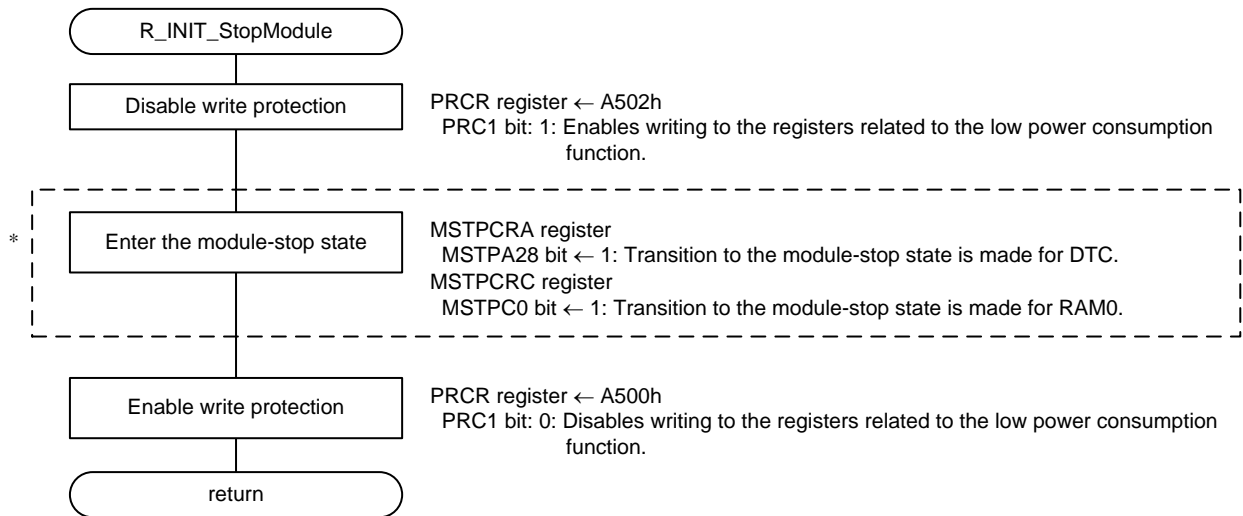 R_INIT_StopModule
Disable write protection
PRCR register ← A502h
PRC1 bit: 1: Enables writing to the registers related to the low power consumption
function.
*
Enter the module-stop state
MSTPCRA register
MSTPA28 bit ← 1: Transition to the module-stop state is made for DTC.
MSTPCRC register
MSTPC0 bit ← 1: Transition to the module-stop state is made for RAM0.
Enable write protection
PRCR register ← A500h
PRC1 bit: 0: Disables writing to the registers related to the low power consumption
function.
return